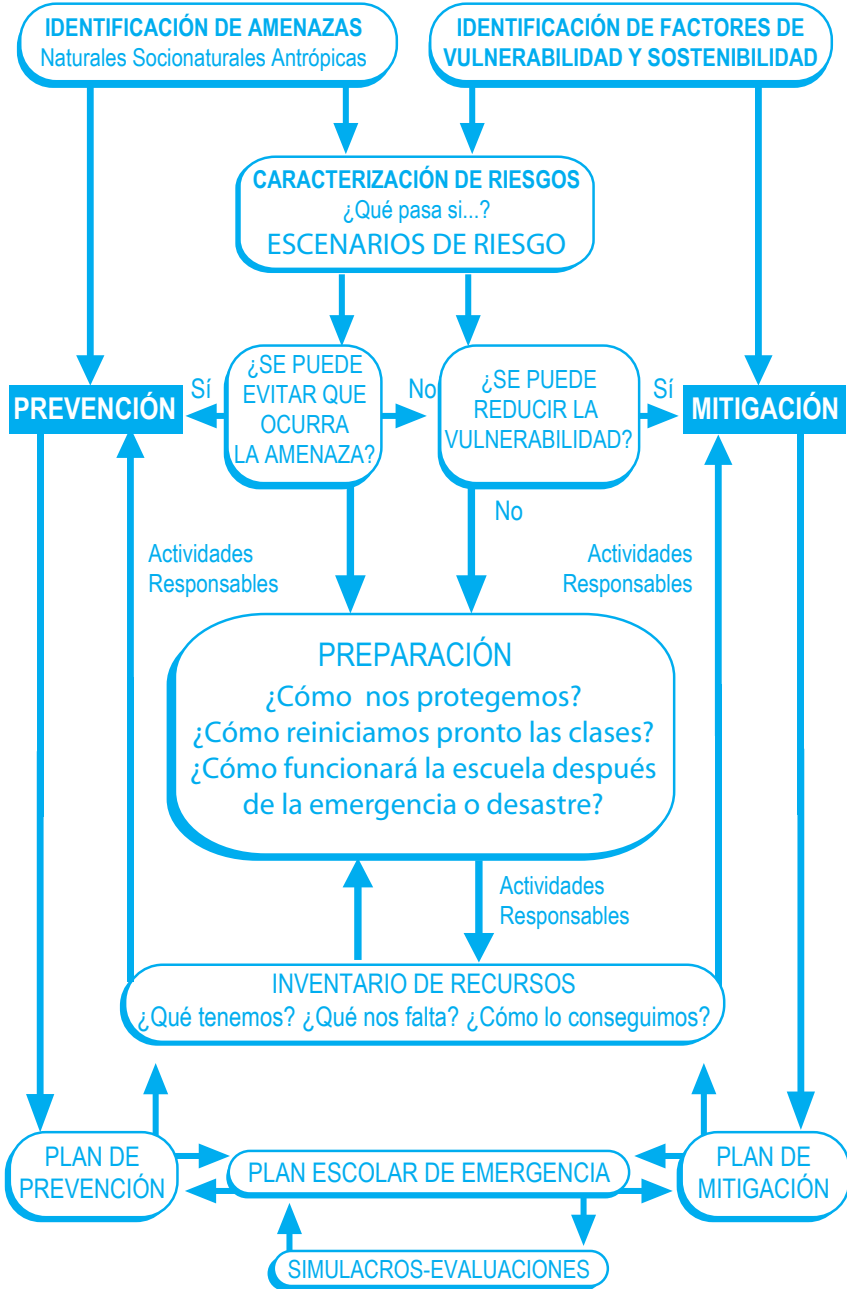 IDENTIFICACIÓN DE AMENAZAS
Naturales Socionaturales Antrópicas
IDENTIFICACIÓN DE FACTORES DE
VULNERABILIDAD Y SOSTENIBILIDAD
CARACTERIZACIÓN DE RIESGOS
¿Qué pasa si...?
ESCENARIOS DE RIESGO
PREVENCIÓN
Sí
¿SE PUEDE
EVITAR QUE
OCURRA
LA AMENAZA?
No
¿SE PUEDE
REDUCIR LA
VULNERABILIDAD?
Sí
MITIGACIÓN
No
Actividades
Responsables
Actividades
Responsables
PREPARACIÓN
¿Cómo nos protegemos?
¿Cómo reiniciamos pronto las clases?
¿Cómo funcionará la escuela después
de la emergencia o desastre?
Actividades
Responsables
INVENTARIO DE RECURSOS
¿Qué tenemos? ¿Qué nos falta? ¿Cómo lo conseguimos?
PLAN DE
PREVENCIÓN
PLAN ESCOLAR DE EMERGENCIA
PLAN DE
MITIGACIÓN
SIMULACROS-EVALUACIONES